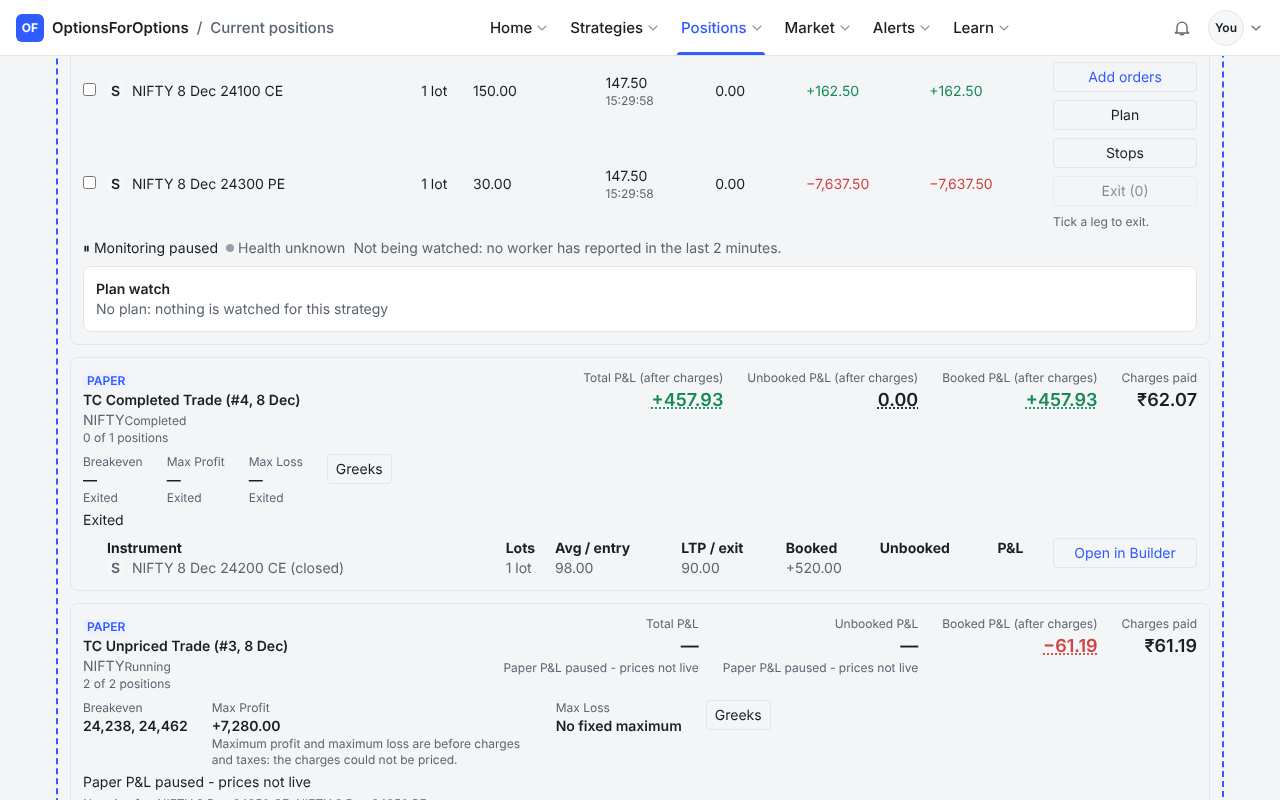 OF OptionsForOptions / Current positions Home Strategies Positions Market Alerts Learn You
Add orders
S NIFTY 8 Dec 24100 CE 1 lot 150.00 147.50 0.00 +162.50 +162.50
15:29:58
Plan
Stops
S NIFTY 8 Dec 24300 PE 1 lot 30.00 147.50 0.00 −7,637.50 −7,637.50
15:29:58
Exit (0)
Tick a leg to exit.
Monitoring paused Health unknown Not being watched: no worker has reported in the last 2 minutes.
Plan watch
No plan: nothing is watched for this strategy
PAPER
TC Completed Trade (#4, 8 Dec)
NIFTYCompleted
0 of 1 positions
Total P&L (after charges) Unbooked P&L (after charges) Booked P&L (after charges) Charges paid
+457.93 0.00 +457.93 ₹62.07
Breakeven Max Profit Max Loss
— — —
Exited Exited Exited
Greeks
Exited
Instrument Lots Avg / entry LTP / exit Booked Unbooked P&L
S NIFTY 8 Dec 24200 CE (closed) 1 lot 98.00 90.00 +520.00
Open in Builder
PAPER
TC Unpriced Trade (#3, 8 Dec)
NIFTYRunning
2 of 2 positions
Total P&L Unbooked P&L Booked P&L (after charges) Charges paid
— — −61.19 ₹61.19
Paper P&L paused - prices not live Paper P&L paused - prices not live
Breakeven Max Profit Max Loss
24,238, 24,462 +7,280.00 No fixed maximum
Maximum profit and maximum loss are before charges
and taxes: the charges could not be priced.
Greeks
Paper P&L paused - prices not live